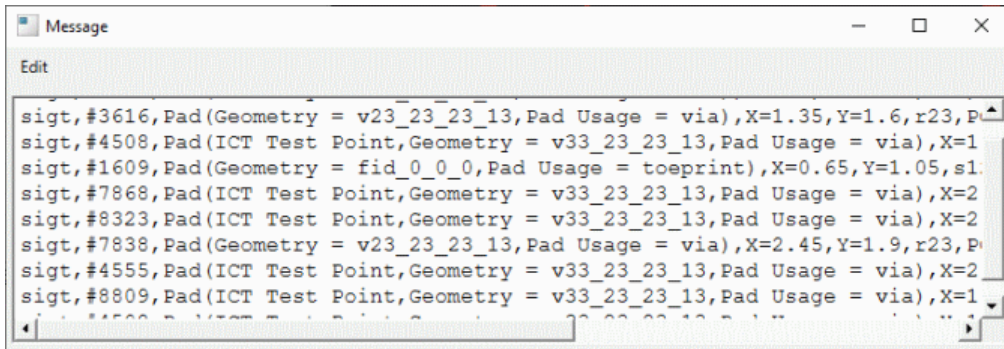 Message
Edit
sigt,#3616,Pad(Geometry = v23_23_23_13,Pad Usage = via),X=1.35,Y=1.6,r23,P
sigt,#4508,Pad(ICT Test Point,Geometry = v33_23_23_13,Pad Usage = via),X=1
sigt,#1609,Pad(Geometry = fid_0_0_0,Pad Usage = toeprint),X=0.65,Y=1.05,s1
sigt,#7868,Pad(ICT Test Point,Geometry = v33_23_23_13,Pad Usage = via),X=2
sigt,#8323,Pad(ICT Test Point,Geometry = v33_23_23_13,Pad Usage = via),X=2
sigt,#7838,Pad(Geometry = v23_23_23_13,Pad Usage = via),X=2.45,Y=1.9,r23,P
sigt,#4555,Pad(ICT Test Point,Geometry = v33_23_23_13,Pad Usage = via),X=2
sigt,#8809,Pad(ICT Test Point,Geometry = v33_23_23_13,Pad Usage = via),X=1